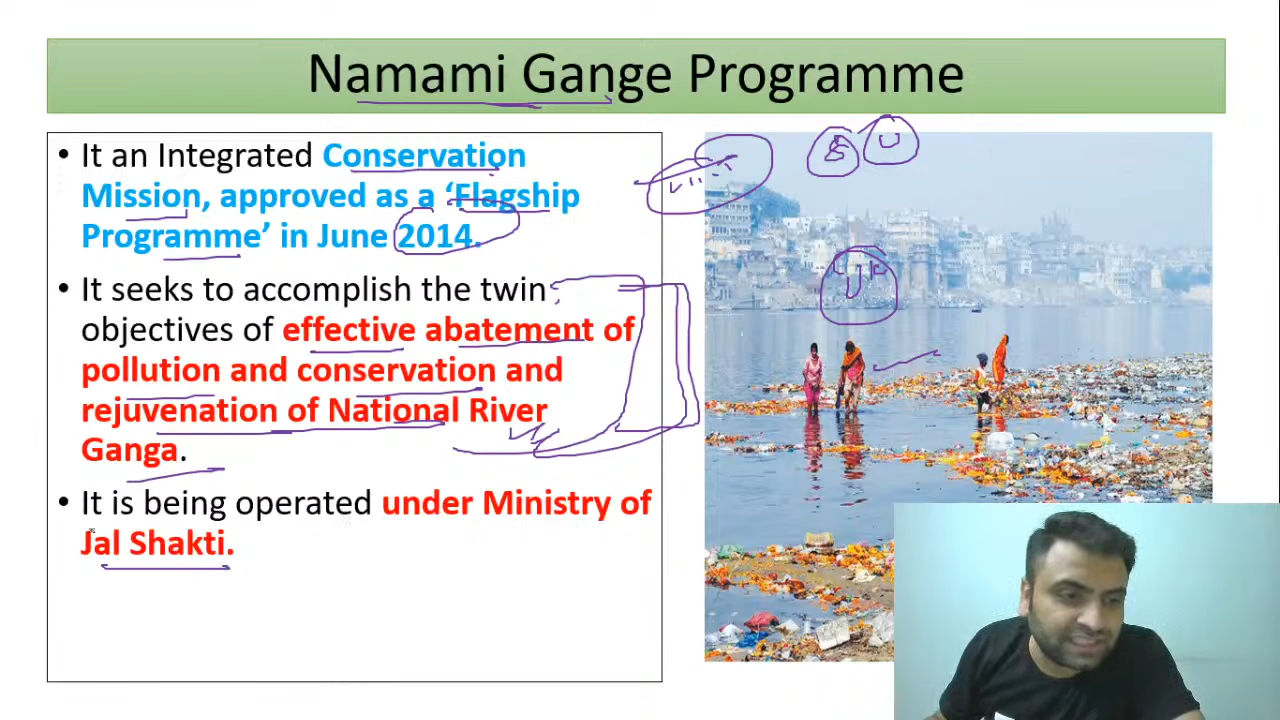 Namami Gange Programme
• It an Integrated Conservation
Mission, approved as a ‘Flagship
Programme’ in June 2014.
• It seeks to accomplish the twin
objectives of effective abatement of
pollution and conservation and
rejuvenation of National River
Ganga.
• It is being operated under Ministry of
Jal Shakti.